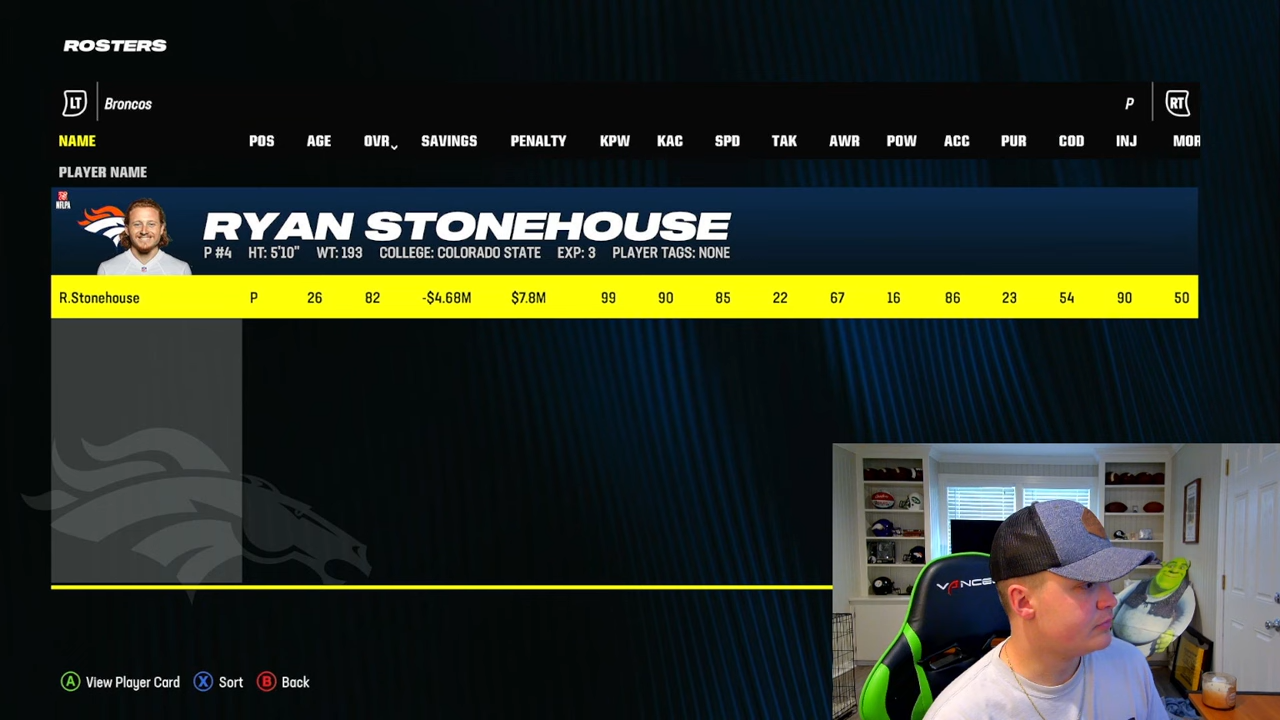 ROSTERS
LT Broncos P RT
NAME POS AGE OVR SAVINGS PENALTY KPW KAC SPD TAK AWR POW ACC PUR COD INJ MOR
PLAYER NAME
NFLPA
RYAN STONEHOUSE
P #4 HT: 5'10" WT: 193 COLLEGE: COLORADO STATE EXP: 3 PLAYER TAGS: NONE
R.Stonehouse P 26 82 -$4.68M $7.8M 99 90 85 22 67 16 86 23 54 90 50
VANCE
A View Player Card X Sort B Back